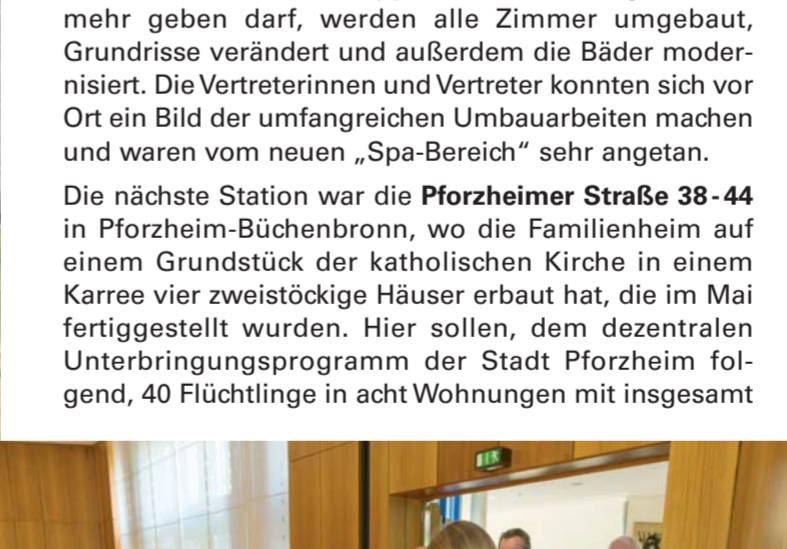 mehr geben darf, werden alle Zimmer umgebaut,
Grundrisse verändert und außerdem die Bäder moder-
nisiert. Die Vertreterinnen und Vertreter konnten sich vor
Ort ein Bild der umfangreichen Umbauarbeiten machen
und waren vom neuen „Spa-Bereich“ sehr angetan.
Die nächste Station war die Pforzheimer Straße 38-44
in Pforzheim-Büchenbronn, wo die Familienheim auf
einem Grundstück der katholischen Kirche in einem
Karree vier zweistöckige Häuser erbaut hat, die im Mai
fertiggestellt wurden. Hier sollen, dem dezentralen
Unterbringungsprogramm der Stadt Pforzheim fol-
gend, 40 Flüchtlinge in acht Wohnungen mit insgesamt